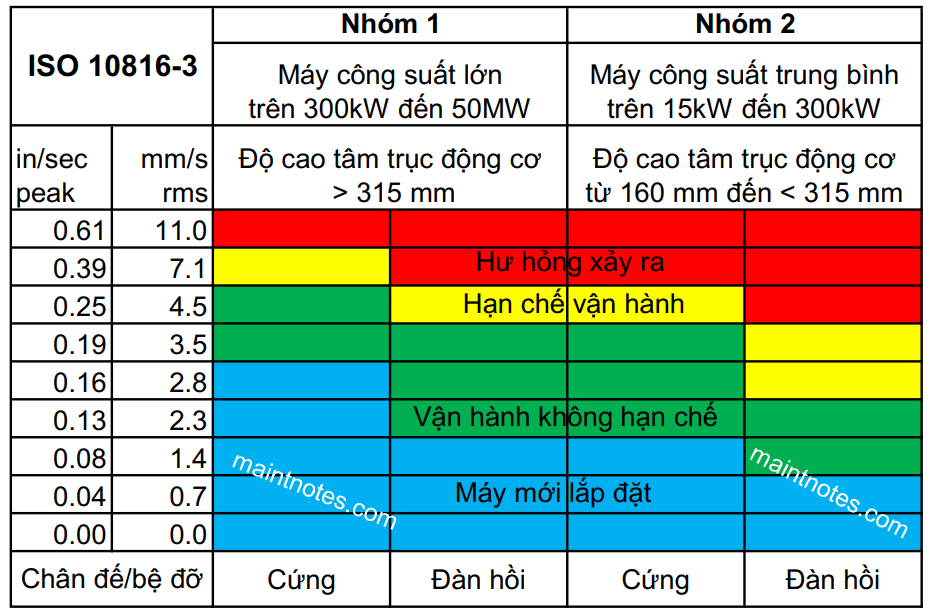 ISO 10816-3
Nhóm 1
Nhóm 2
Máy công suất lớn
trên 300kW đến 50MW
Máy công suất trung bình
trên 15kW đến 300kW
in/sec
peak
mm/s
rms
Độ cao tâm trục động cơ
> 315 mm
Độ cao tâm trục động cơ
từ 160 mm đến < 315 mm
0.61 11.0
0.39 7.1 Hư hỏng xảy ra
0.25 4.5 Hạn chế vận hành
0.19 3.5
0.16 2.8
0.13 2.3 Vận hành không hạn chế
0.08 1.4
maintnotes.com
maintnotes.com
0.04 0.7 Máy mới lắp đặt
0.00 0.0
Chân đế/bệ đỡ Cứng Đàn hồi Cứng Đàn hồi